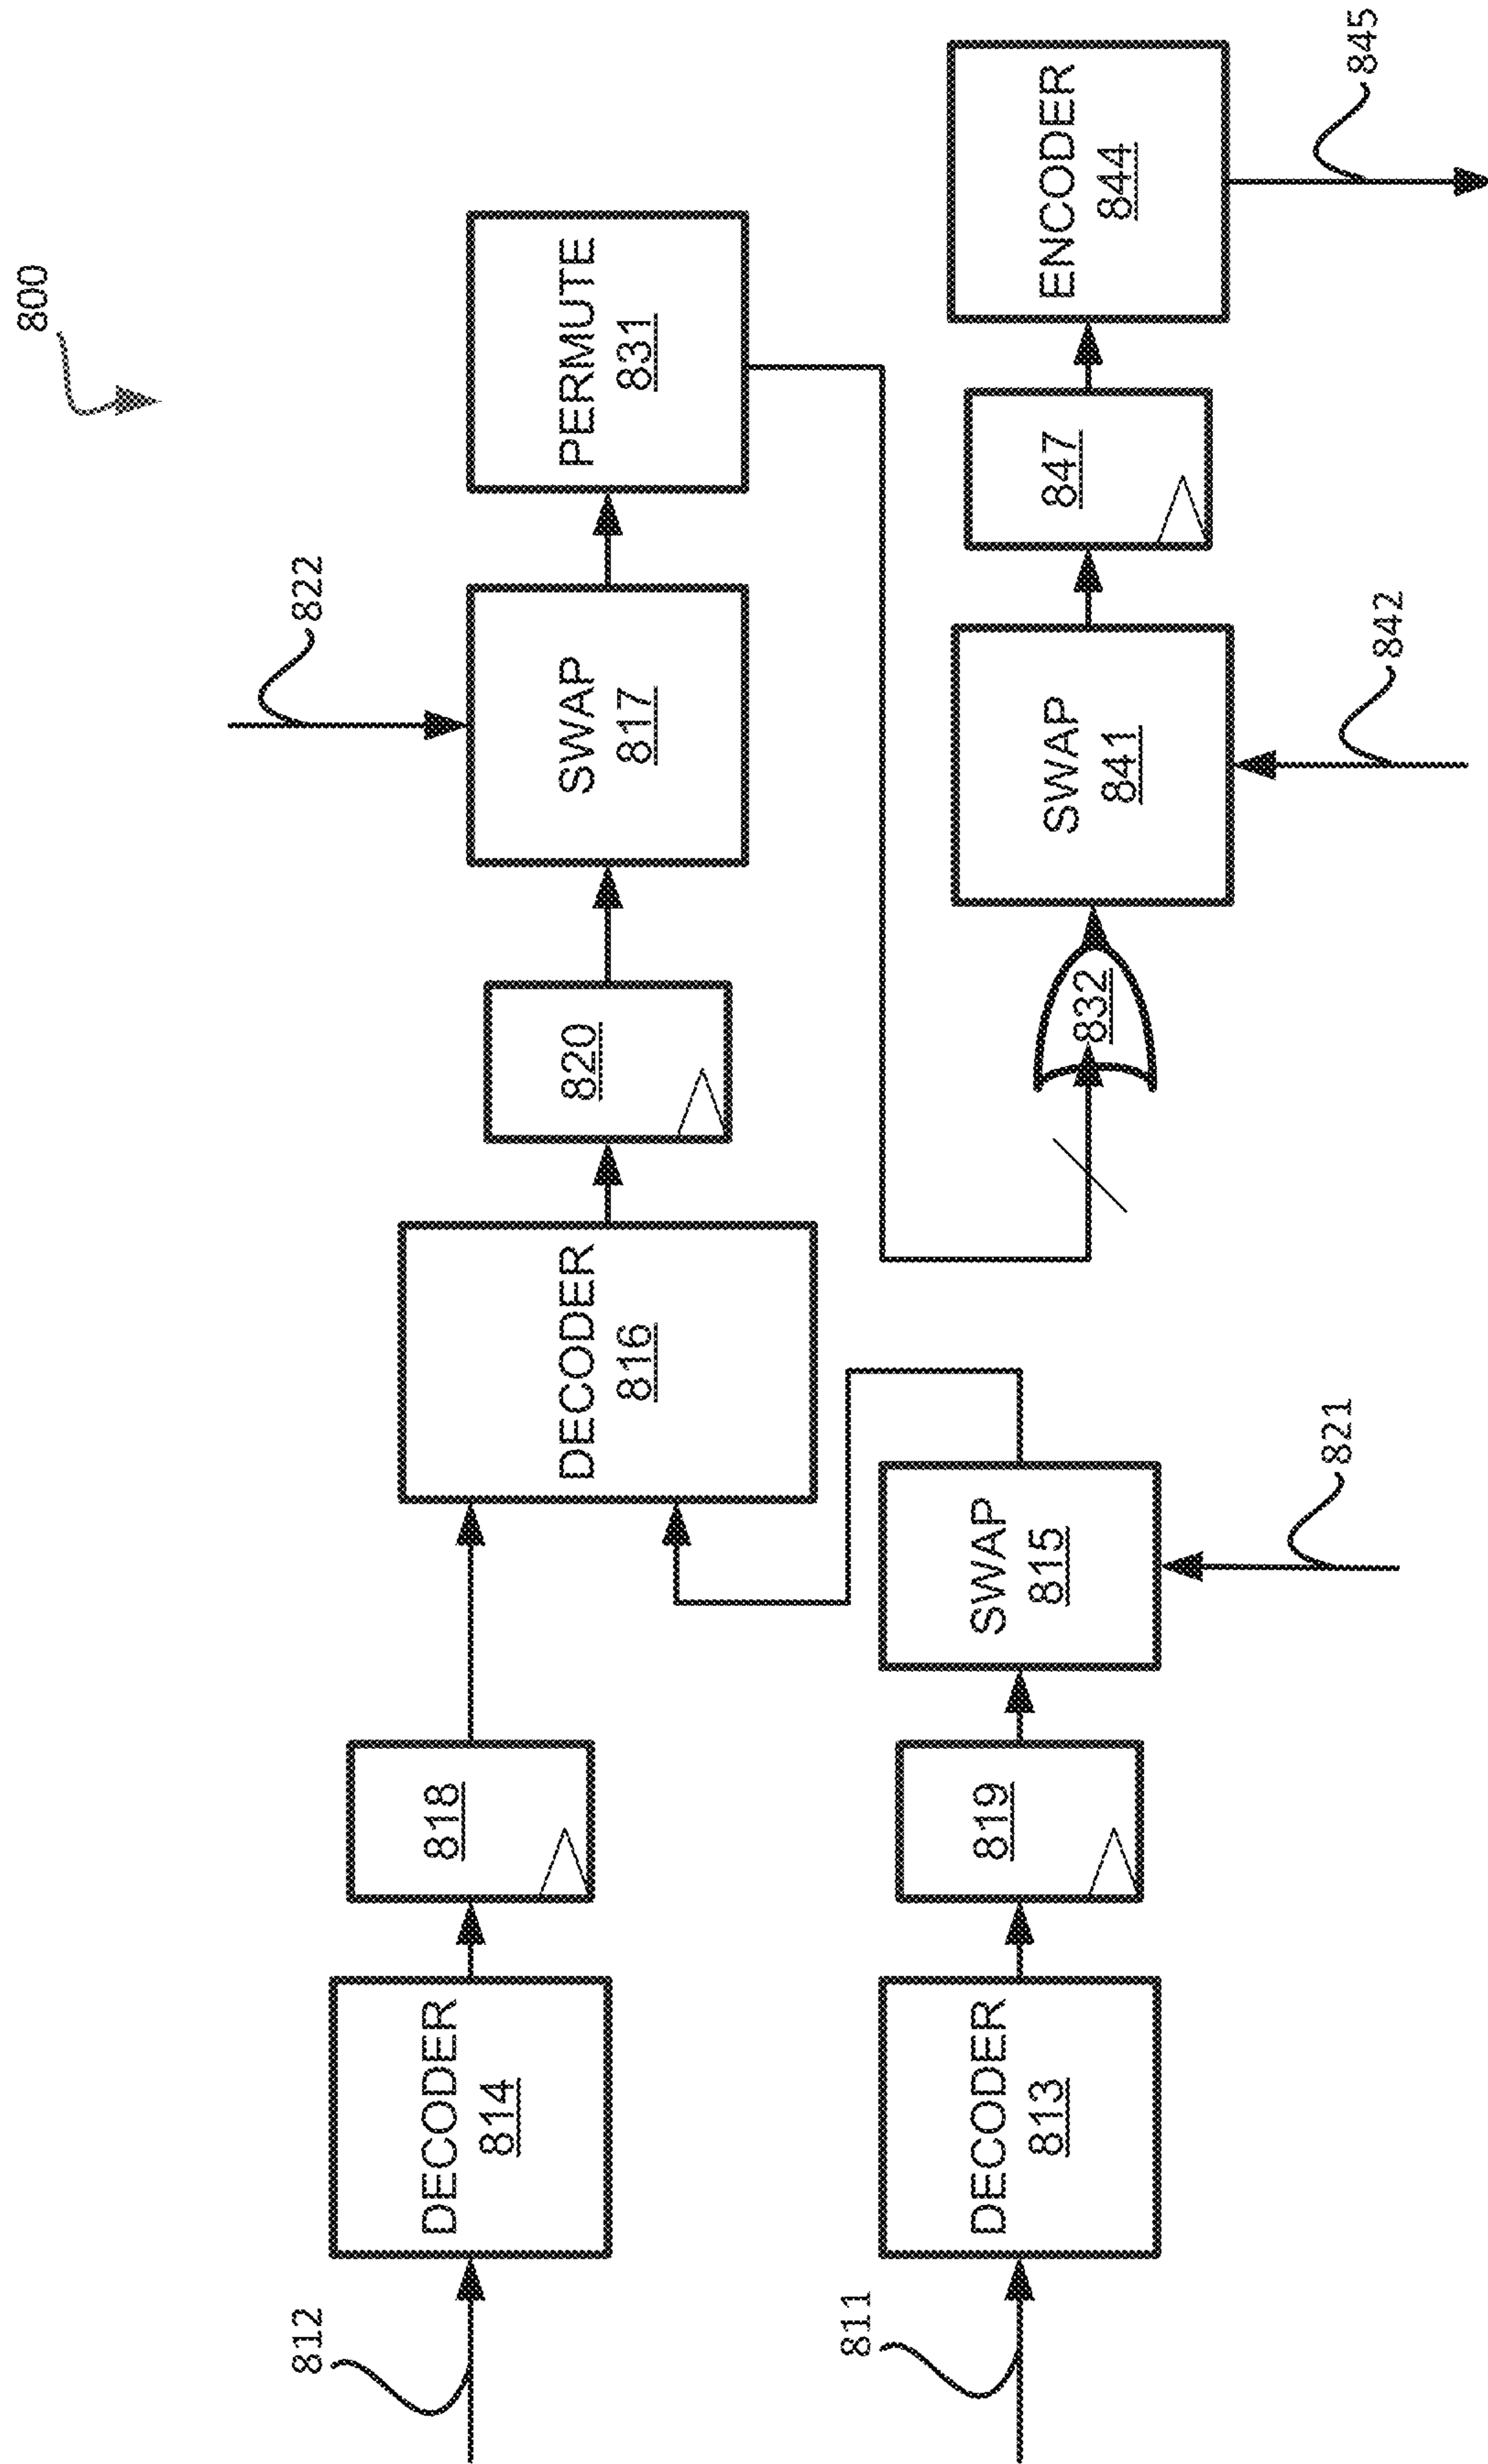 800
812
DECODER
814
818
DECODER
816
820
822
SWAP
817
PERMUTE
831
811
DECODER
813
819
SWAP
815
821
832
SWAP
841
842
847
ENCODER
844
845